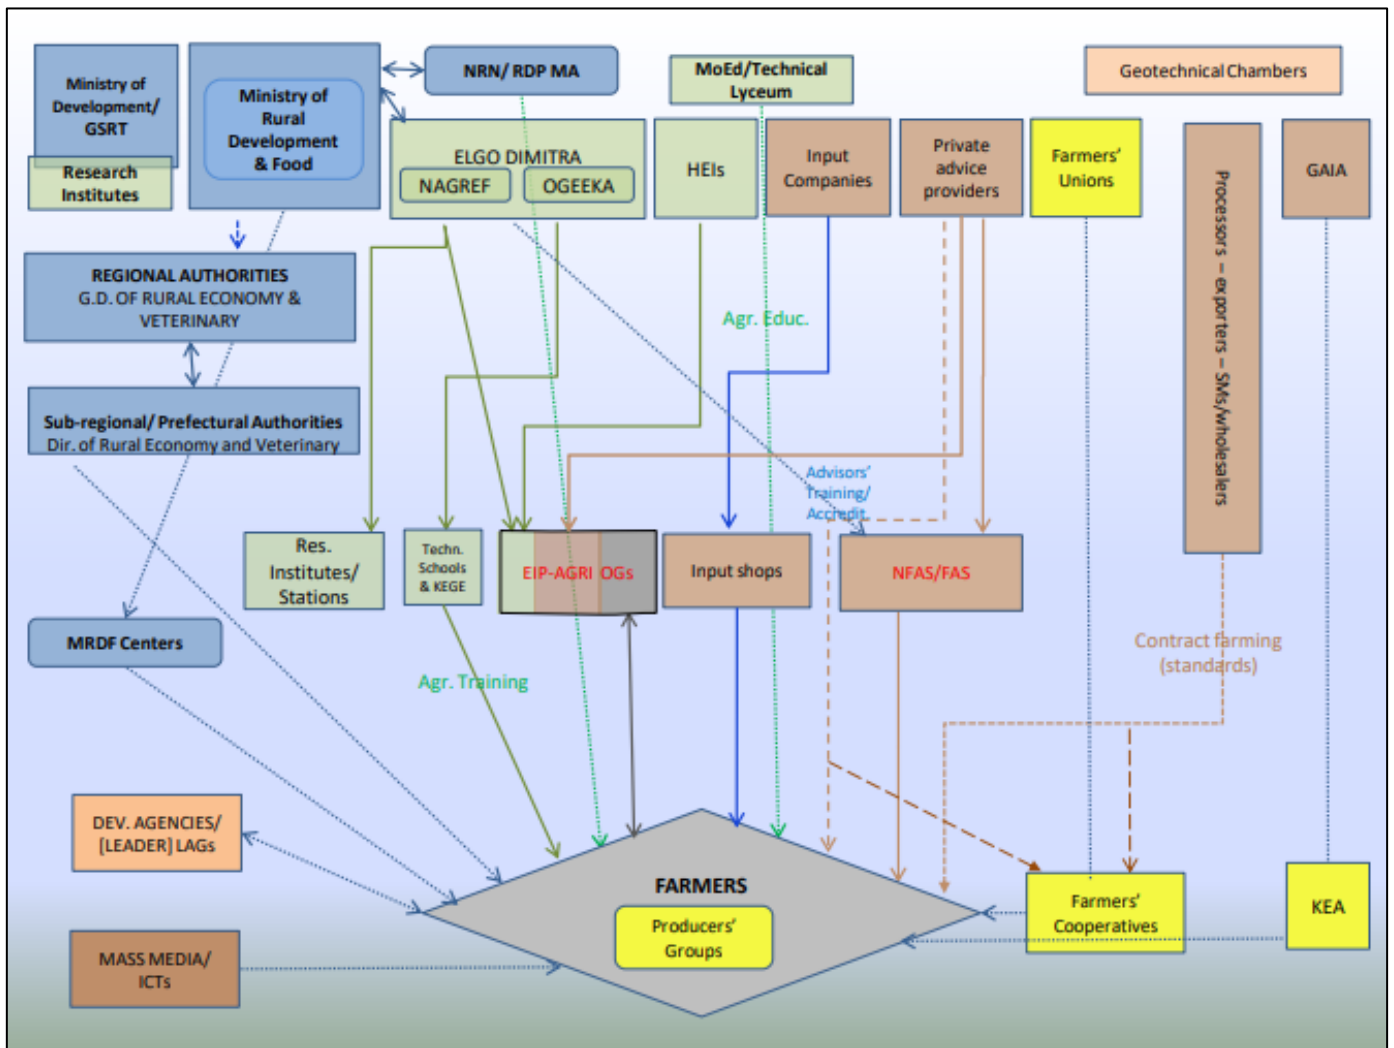 Ministry of
Development/
GSRT
Research
Institutes
Ministry of
Rural
Development
& Food
NRN/ RDP MA
MoEd/Technical
Lyceum
Geotechnical Chambers
ELGO DIMITRA
NAGREF
OGEEKA
HEIs
Input
Companies
Private
advice
providers
Farmers'
Unions
Processors – exporters – SMs/wholesalers
GAIA
REGIONAL AUTHORITIES
G.D. OF RURAL ECONOMY &
VETERINARY
Agr. Educ.
Sub-regional/ Prefectural Authorities
Dir. of Rural Economy and Veterinary
Advisors'
Training/
Accredit.
Res.
Institutes/
Stations
Techn.
Schools
& KEGE
EIP-AGRI OGs
Input shops
NFAS/FAS
MRDF Centers
Agr. Training
Contract farming
(standards)
DEV. AGENCIES/
[LEADER] LAGs
FARMERS
Producers'
Groups
Farmers'
Cooperatives
KEA
MASS MEDIA/
ICTs